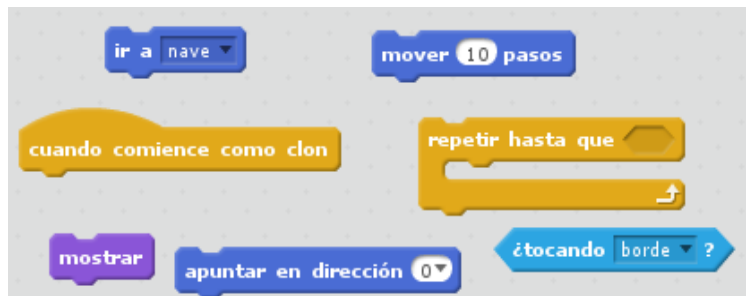 ir a nave
mover 10 pasos
cuando comience como clon
repetir hasta que
mostrar
apuntar en dirección 0
¿tocando borde ?